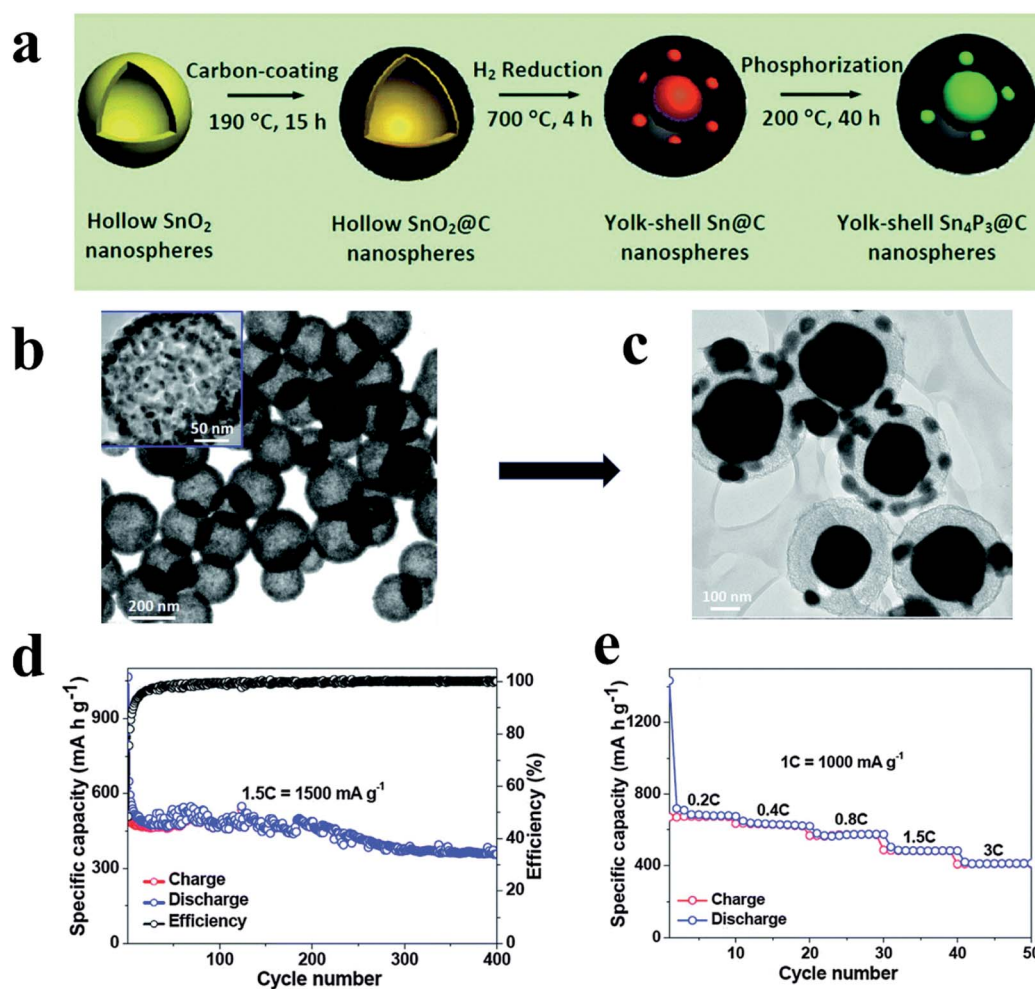 a
Carbon-coating
190 °C, 15 h
H₂ Reduction
700 °C, 4 h
Phosphorization
200 °C, 40 h
Hollow SnO₂
nanospheres
Hollow SnO₂@C
nanospheres
Yolk-shell Sn@C
nanospheres
Yolk-shell Sn₄P₃@C
nanospheres
b
50 nm
200 nm
c
100 nm
d
Specific capacity (mA h g⁻¹)
900
600
300
0
1.5C = 1500 mA g⁻¹
Charge
Discharge
Efficiency
100
80
60
40
20
0
Efficiency (%)
0 100 200 300 400
Cycle number
e
Specific capacity (mA h g⁻¹)
1200
800
400
0
1C = 1000 mA g⁻¹
0.2C
0.4C
0.8C
1.5C
3C
Charge
Discharge
10 20 30 40 50
Cycle number